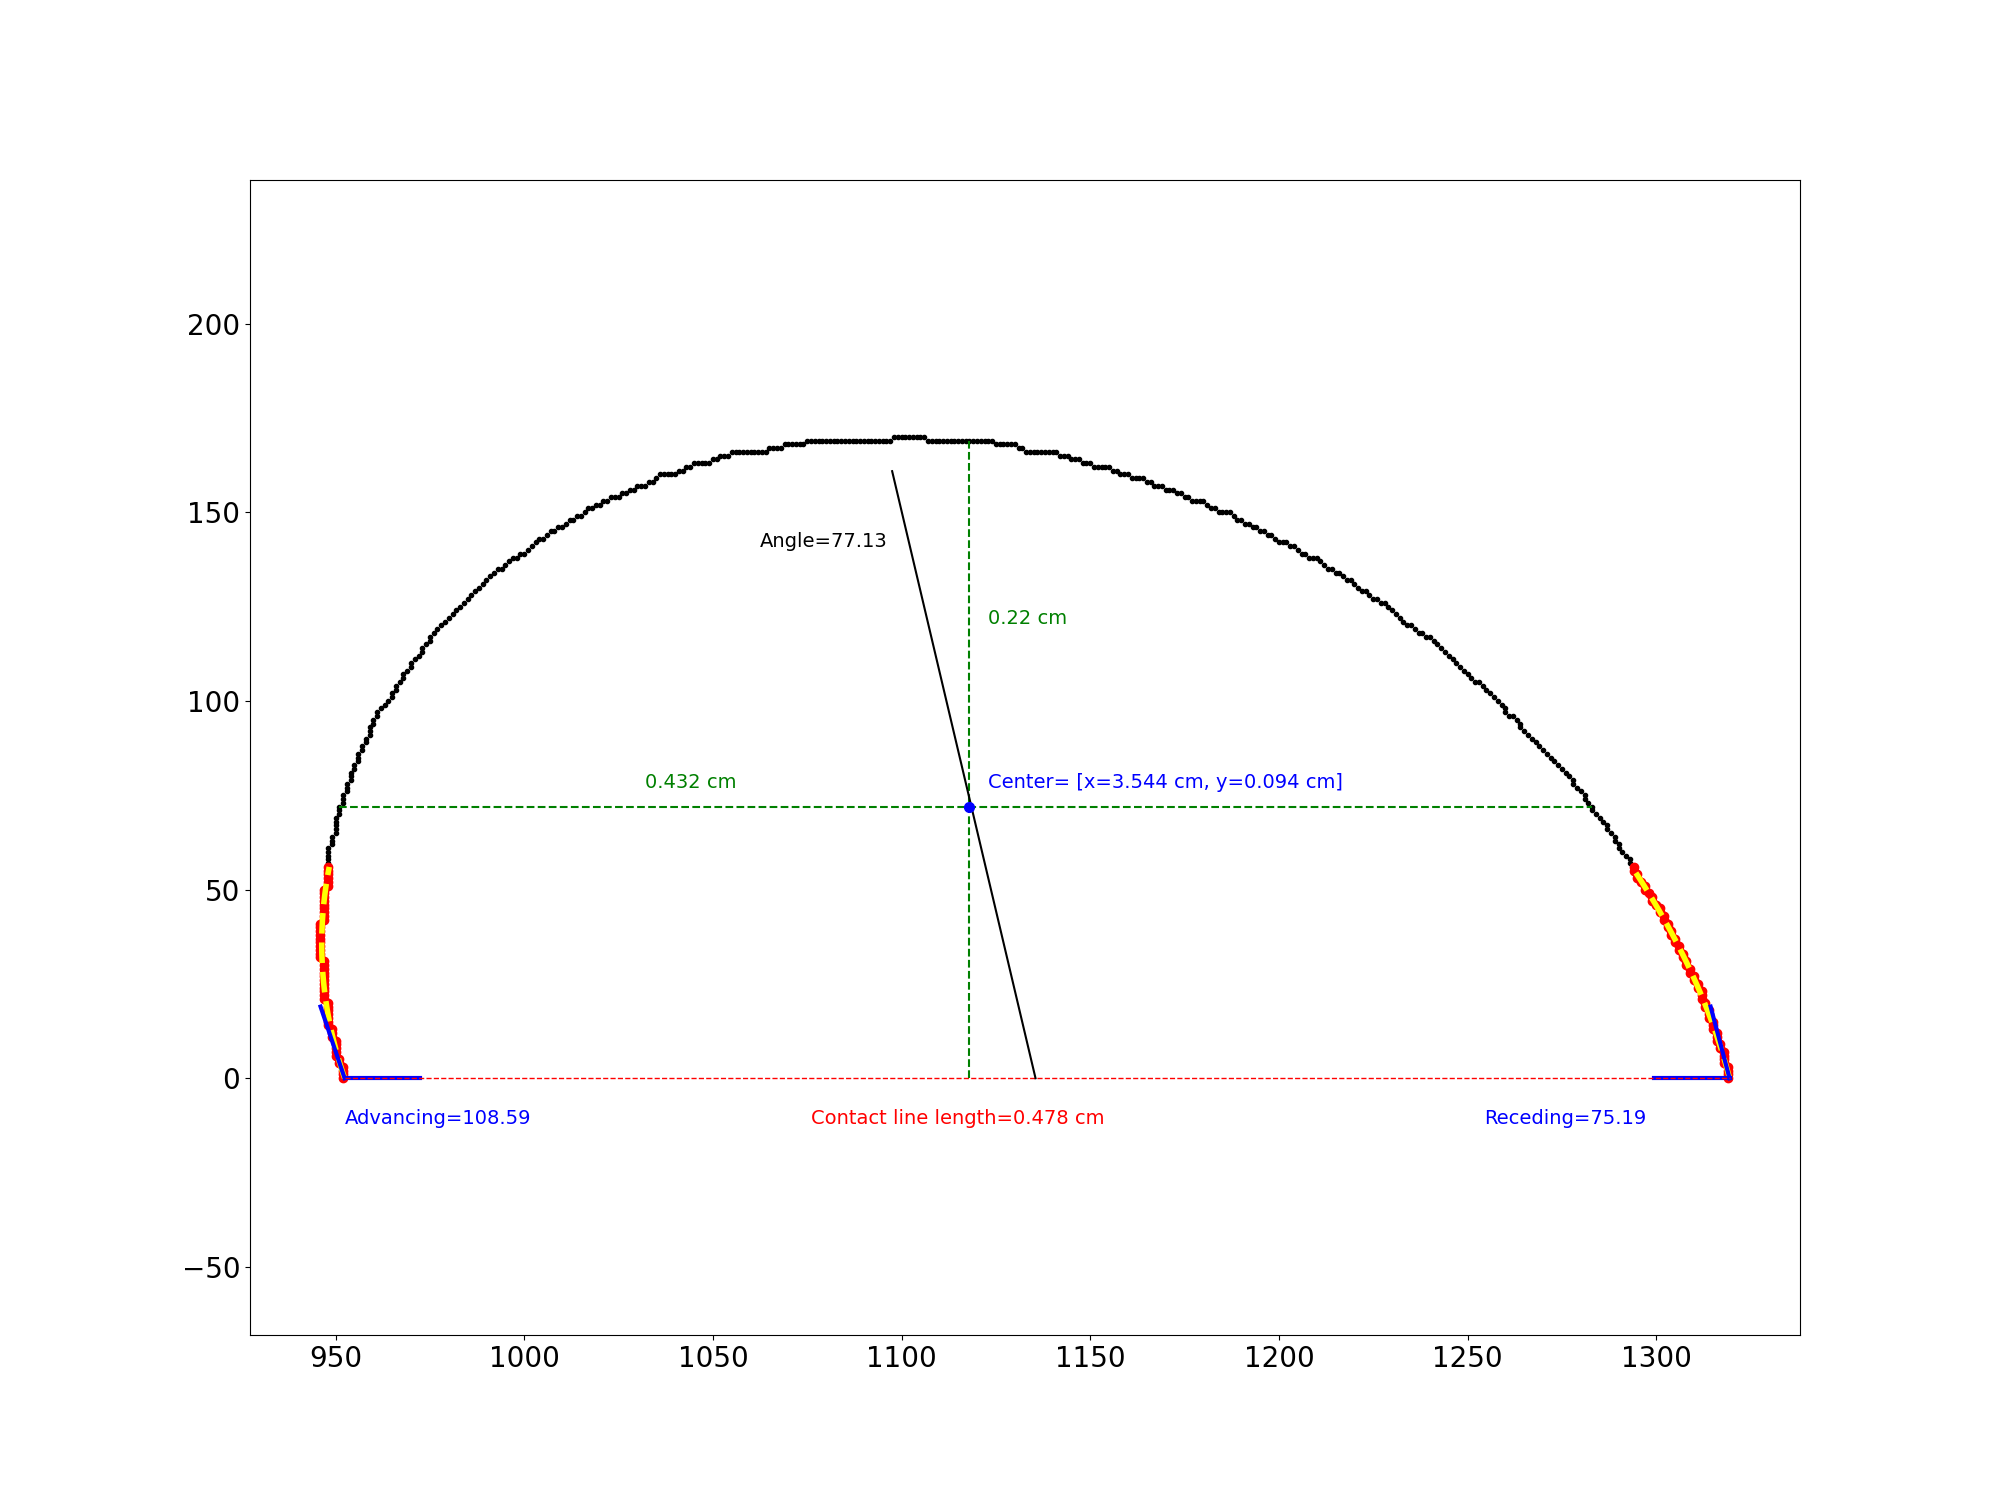 200
150
Angle=77.13
0.22 cm
100
0.432 cm
Center= [x=3.544 cm, y=0.094 cm]
50
0
Advancing=108.59
Contact line length=0.478 cm
Receding=75.19
−50
950
1000
1050
1100
1150
1200
1250
1300